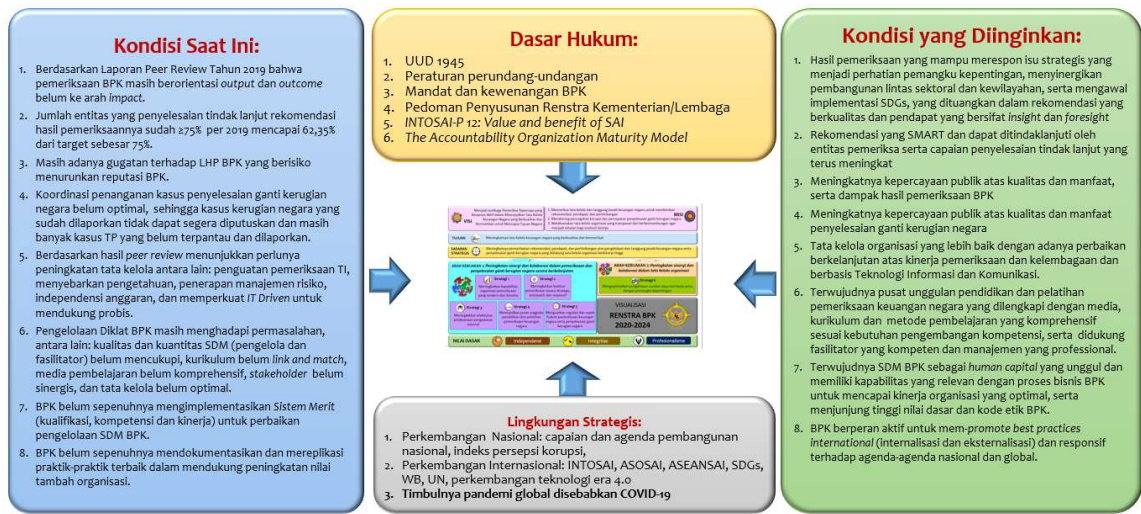 Kondisi Saat Ini:
1. Berdasarkan Laporan Peer Review Tahun 2019 bahwa
pemeriksaan BPK masih berorientasi output dan outcome
belum ke arah impact.
2. Jumlah entitas yang penyelesaian tindak lanjut rekomendasi
hasil pemeriksaannya sudah ≥75% per 2019 mencapai 62,35%
dari target sebesar 75%.
3. Masih adanya gugatan terhadap LHP BPK yang berisiko
menurunkan reputasi BPK.
4. Koordinasi penanganan kasus penyelesaian ganti kerugian
negara belum optimal, sehingga kasus kerugian negara yang
sudah dilaporkan tidak dapat segera diputuskan dan masih
banyak kasus TP yang belum terpantau dan dilaporkan.
5. Berdasarkan hasil peer review menunjukkan perlunya
peningkatan tata kelola antara lain: penguatan pemeriksaan TI,
menyebarkan pengetahuan, penerapan manajemen risiko,
independensi anggaran, dan memperkuat IT Driven untuk
mendukung probis.
6. Pengelolaan Diklat BPK masih menghadapi permasalahan,
antara lain: kualitas dan kuantitas SDM (pengelola dan
fasilitator) belum mencukupi, kurikulum belum link and match,
media pembelajaran belum komprehensif, stakeholder belum
sinergis, dan tata kelola belum optimal.
7. BPK belum sepenuhnya mengimplementasikan Sistem Merit
(kualifikasi, kompetensi dan kinerja) untuk perbaikan
pengelolaan SDM BPK.
8. BPK belum sepenuhnya mendokumentasikan dan mereplikasi
praktik-praktik terbaik dalam mendukung peningkatan nilai
tambah organisasi.
Dasar Hukum:
1. UUD 1945
2. Peraturan perundang-undangan
3. Mandat dan kewenangan BPK
4. Pedoman Penyusunan Renstra Kementerian/Lembaga
5. INTOSAI-P 12: Value and benefit of SAI
6. The Accountability Organization Maturity Model
VISI
MISI
TUJUAN
VISUALISASI
RENSTRA BPK
2020-2024
NILAI DASAR
Independensi
Integritas
Profesionalisme
Lingkungan Strategis:
1. Perkembangan Nasional: capaian dan agenda pembangunan
nasional, indeks persepsi korupsi,
2. Perkembangan Internasional: INTOSAI, ASOSAI, ASEANSAI, SDGs,
WB, UN, perkembangan teknologi era 4.0
3. Timbulnya pandemi global disebabkan COVID-19
Kondisi yang Diinginkan:
1. Hasil pemeriksaan yang mampu merespon isu strategis yang
menjadi perhatian pemangku kepentingan, menyinergikan
pembangunan lintas sektoral dan kewilayahan, serta mengawal
implementasi SDGs, yang dituangkan dalam rekomendasi yang
berkualitas dan pendapat yang bersifat insight dan foresight
2. Rekomendasi yang SMART dan dapat ditindaklanjuti oleh
entitas pemeriksa serta capaian penyelesaian tindak lanjut yang
terus meningkat
3. Meningkatnya kepercayaan publik atas kualitas dan manfaat,
serta dampak hasil pemeriksaan BPK
4. Meningkatnya kepercayaan publik atas kualitas dan manfaat
penyelesaian ganti kerugian negara
5. Tata kelola organisasi yang lebih baik dengan adanya perbaikan
berkelanjutan atas kinerja pemeriksaan dan kelembagaan dan
berbasis Teknologi Informasi dan Komunikasi.
6. Terwujudnya pusat unggulan pendidikan dan pelatihan
pemeriksaan keuangan negara yang dilengkapi dengan media,
kurikulum dan metode pembelajaran yang komprehensif
sesuai kebutuhan pengembangan kompetensi, serta didukung
fasilitator yang kompeten dan manajemen yang professional.
7. Terwujudnya SDM BPK sebagai human capital yang unggul dan
memiliki kapabilitas yang relevan dengan proses bisnis BPK
untuk mencapai kinerja organisasi yang optimal, serta
menjunjung tinggi nilai dasar dan kode etik BPK.
8. BPK berperan aktif untuk mem-promote best practices
international (internalisasi dan eksternalisasi) dan responsif
terhadap agenda-agenda nasional dan global.